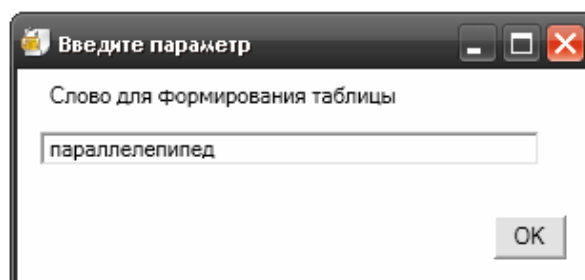 Введите параметр
Слово для формирования таблицы
параллелепипед
OK